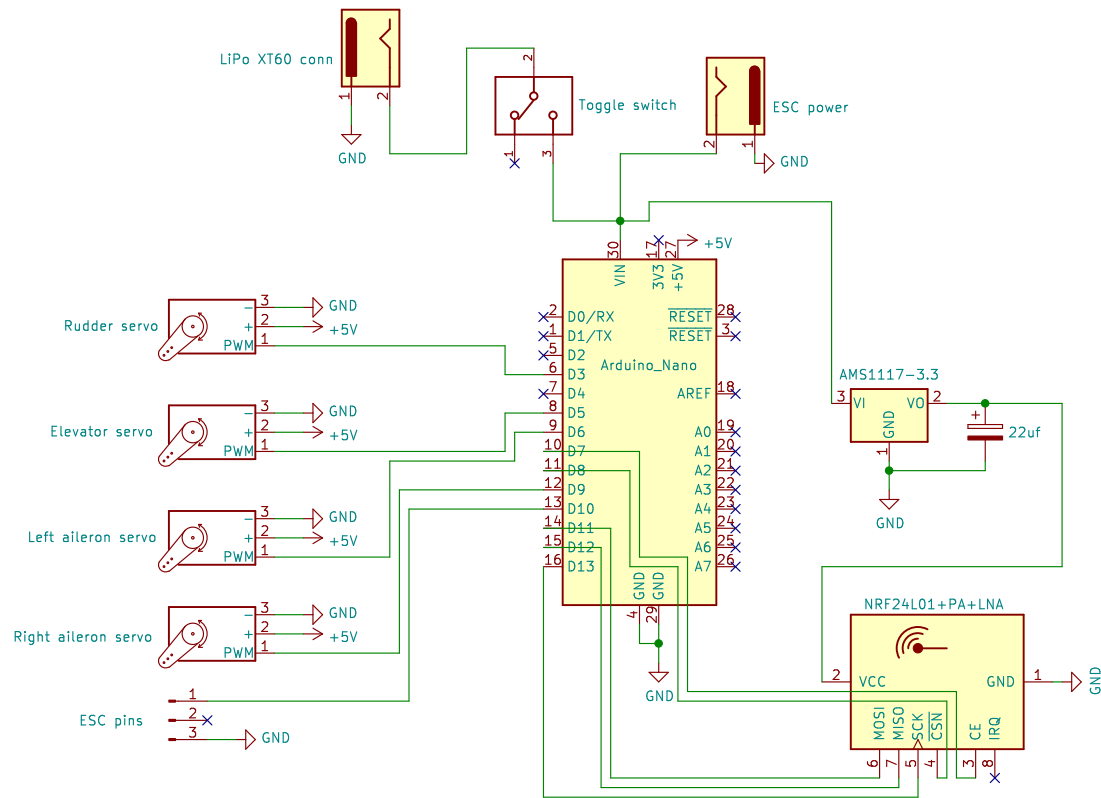 LiPo XT60 conn
1
2
GND
2
Toggle switch
1
3
ESC power
2
1
GND
30
17
27
+5V
VIN
3V3
+5V
Arduino_Nano
2 D0/RX
1 D1/TX
5 D2
6 D3
7 D4
8 D5
9 D6
10 D7
11 D8
12 D9
13 D10
14 D11
15 D12
16 D13
RESET 28
RESET 3
AREF 18
A0 19
A1 20
A2 21
A3 22
A4 23
A5 24
A6 25
A7 26
GND
GND
4
29
GND
Rudder servo
− 3 GND
+ 2 +5V
PWM 1
Elevator servo
− 3 GND
+ 2 +5V
PWM 1
Left aileron servo
− 3 GND
+ 2 +5V
PWM 1
Right aileron servo
− 3 GND
+ 2 +5V
PWM 1
ESC pins
1
2
3 GND
AMS1117-3.3
3 VI
VO 2
GND
1
GND
+
22uf
NRF24L01+PA+LNA
2 VCC
GND 1 GND
MOSI
MISO
SCK
CSN
CE
IRQ
6
7
5
4
3
8